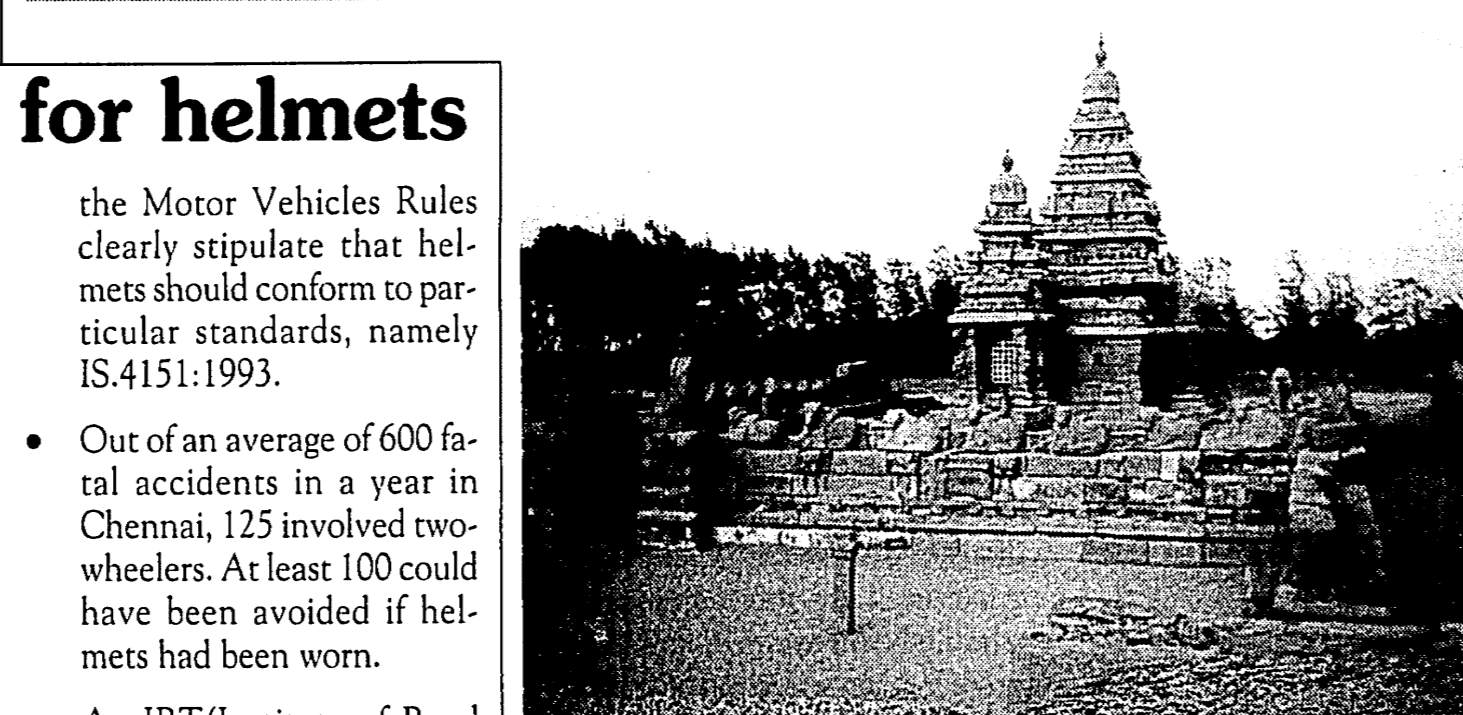 for helmets
the Motor Vehicles Rules
clearly stipulate that hel-
mets should conform to par-
ticular standards, namely
IS.4151:1993.
• Out of an average of 600 fa-
tal accidents in a year in
Chennai, 125 involved two-
wheelers. At least 100 could
have been avoided if hel-
mets had been worn.